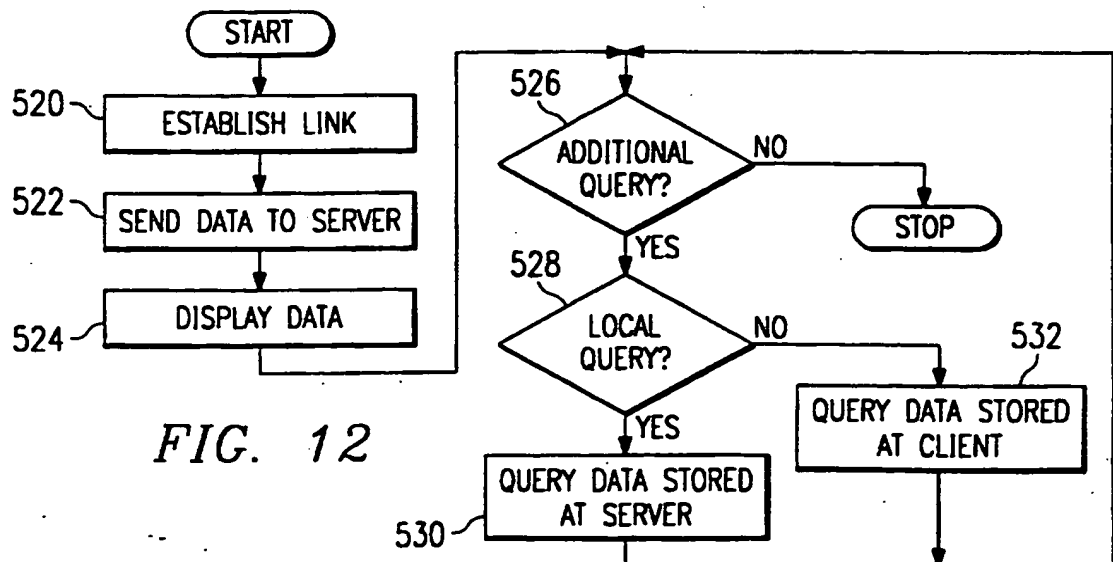 START
520
ESTABLISH LINK
522
SEND DATA TO SERVER
524
DISPLAY DATA
526
ADDITIONAL
QUERY?
NO
STOP
YES
528
LOCAL
QUERY?
NO
532
QUERY DATA STORED
AT CLIENT
YES
QUERY DATA STORED
AT SERVER
530
FIG. 12